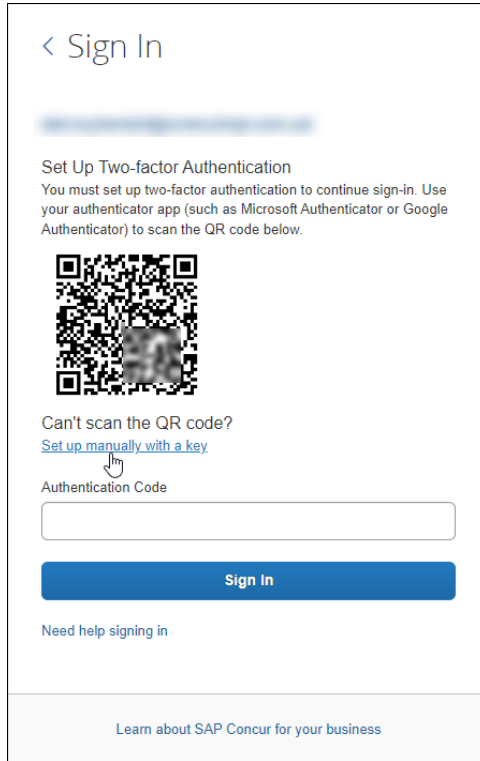 Sign In
Set Up Two-factor Authentication
You must set up two-factor authentication to continue sign-in. Use
your authenticator app (such as Microsoft Authenticator or Google
Authenticator) to scan the QR code below.
Can't scan the QR code?
Set up manually with a key
Authentication Code
Sign In
Need help signing in
Learn about SAP Concur for your business